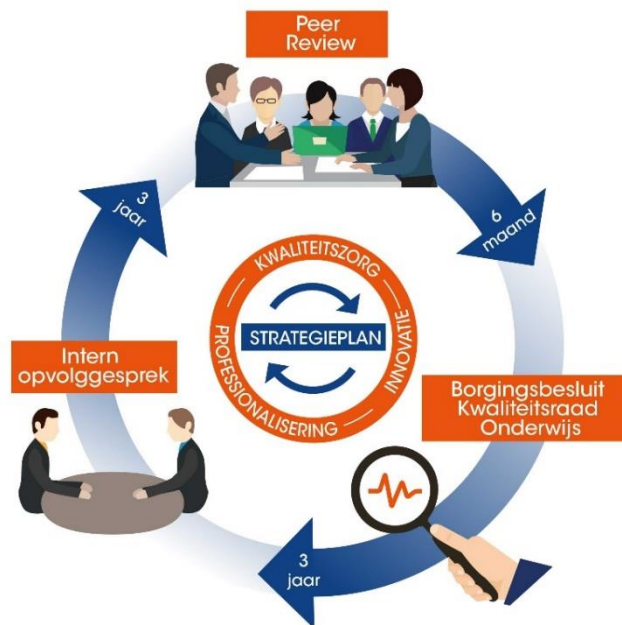 Peer
Review
6
maand
Borgingsbesluit
Kwaliteitsraad
Onderwijs
3
jaar
Intern
opvolggesprek
3
jaar
KWALITEITSZORG
INNOVATIE
PROFESSIONALISERING
STRATEGIEPLAN